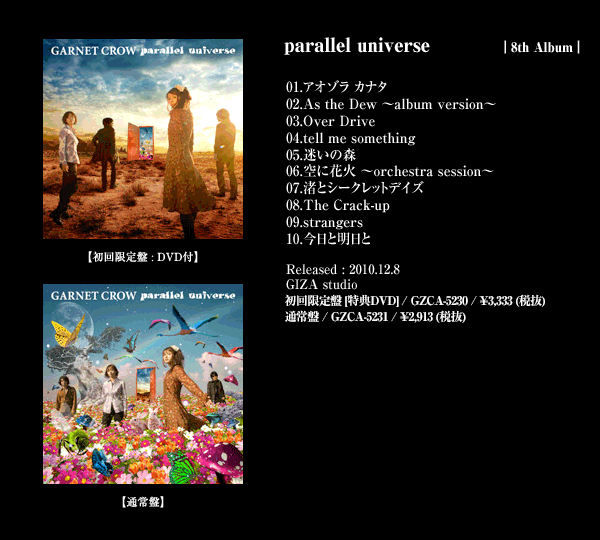 GARNET CROW parallel universe
【初回限定盤 : DVD付】
GARNET CROW parallel universe
【通常盤】
parallel universe | 8th Album |
01.アオゾラ カナタ
02.As the Dew ～album version～
03.Over Drive
04.tell me something
05.迷いの森
06.空に花火 ～orchestra session～
07.渚とシークレットデイズ
08.The Crack-up
09.strangers
10.今日と明日と
Released : 2010.12.8
GIZA studio
初回限定盤 [特典DVD] / GZCA-5230 / ¥3,333 (税抜)
通常盤 / GZCA-5231 / ¥2,913 (税抜)